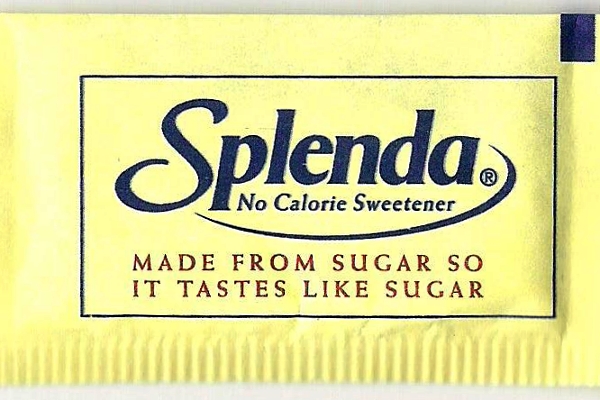 Splenda®
No Calorie Sweetener
MADE FROM SUGAR SO
IT TASTES LIKE SUGAR